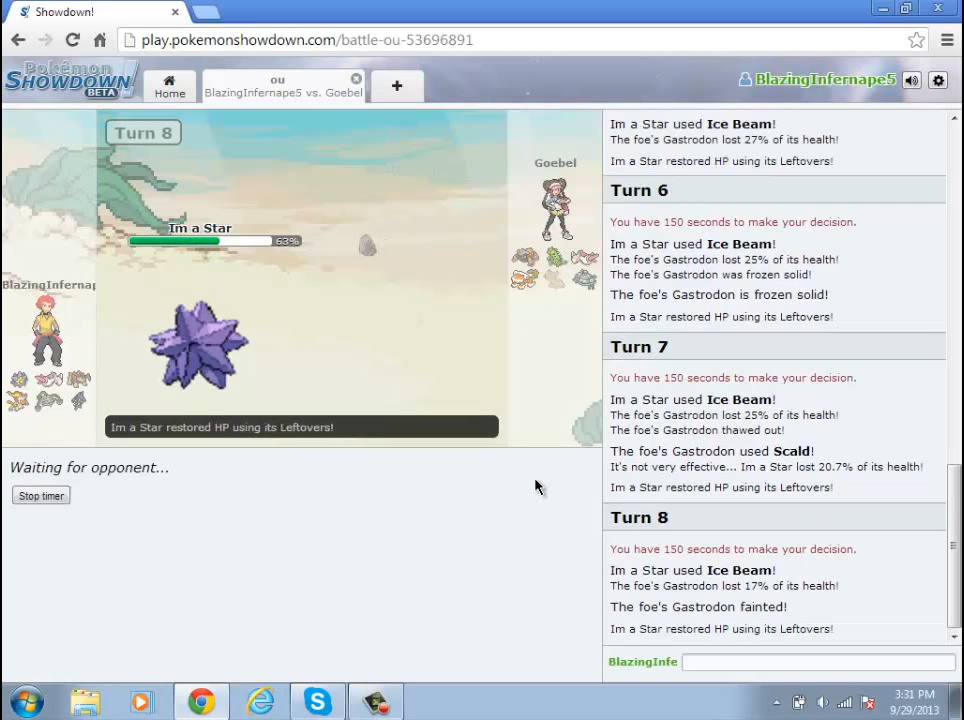 Showdown!
play.pokemonshowdown.com/battle-ou-53696891
Pokémon
SHOWDOWN
BETA
Home
ou
BlazingInfernape5 vs. Goebel
+
BlazingInfernape5
Turn 8
Goebel
Im a Star
63%
BlazingInfernap
Im a Star restored HP using its Leftovers!
Waiting for opponent...
Stop timer
Im a Star used Ice Beam!
The foe's Gastrodon lost 27% of its health!
Im a Star restored HP using its Leftovers!
Turn 6
You have 150 seconds to make your decision.
Im a Star used Ice Beam!
The foe's Gastrodon lost 25% of its health!
The foe's Gastrodon was frozen solid!
The foe's Gastrodon is frozen solid!
Im a Star restored HP using its Leftovers!
Turn 7
You have 150 seconds to make your decision.
Im a Star used Ice Beam!
The foe's Gastrodon lost 25% of its health!
The foe's Gastrodon thawed out!
The foe's Gastrodon used Scald!
It's not very effective... Im a Star lost 20.7% of its health!
Im a Star restored HP using its Leftovers!
Turn 8
You have 150 seconds to make your decision.
Im a Star used Ice Beam!
The foe's Gastrodon lost 17% of its health!
The foe's Gastrodon fainted!
Im a Star restored HP using its Leftovers!
BlazingInfe
3:31 PM
9/29/2013